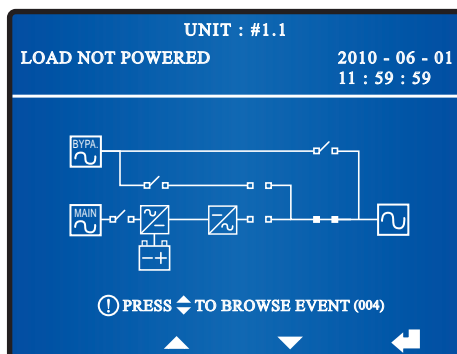 UNIT : #1.1
LOAD NOT POWERED
2010 - 06 - 01
11 : 59 : 59
BYPA.
MAIN
! PRESS TO BROWSE EVENT (004)